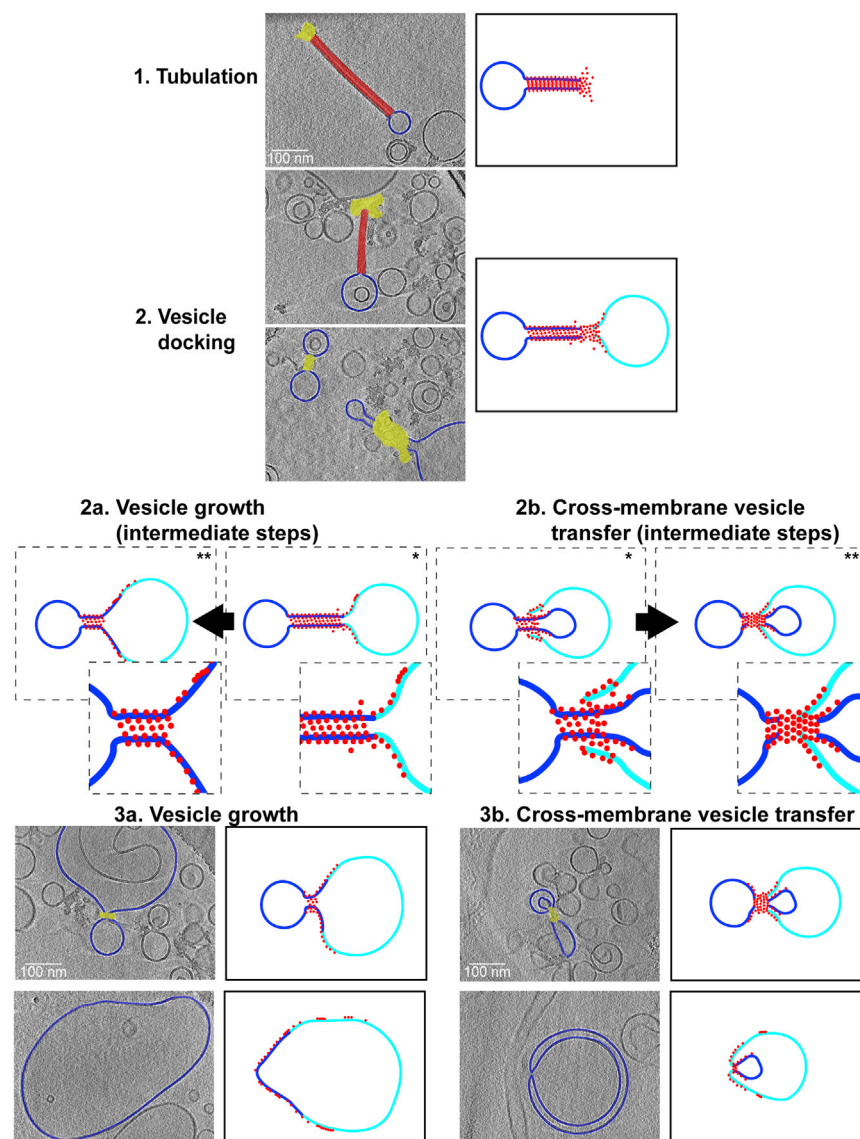 1. Tubulation
100 nm
2. Vesicle
docking
2a. Vesicle growth
(intermediate steps)
2b. Cross-membrane vesicle
transfer (intermediate steps)
**
*
*
**
3a. Vesicle growth
3b. Cross-membrane vesicle transfer
100 nm
100 nm